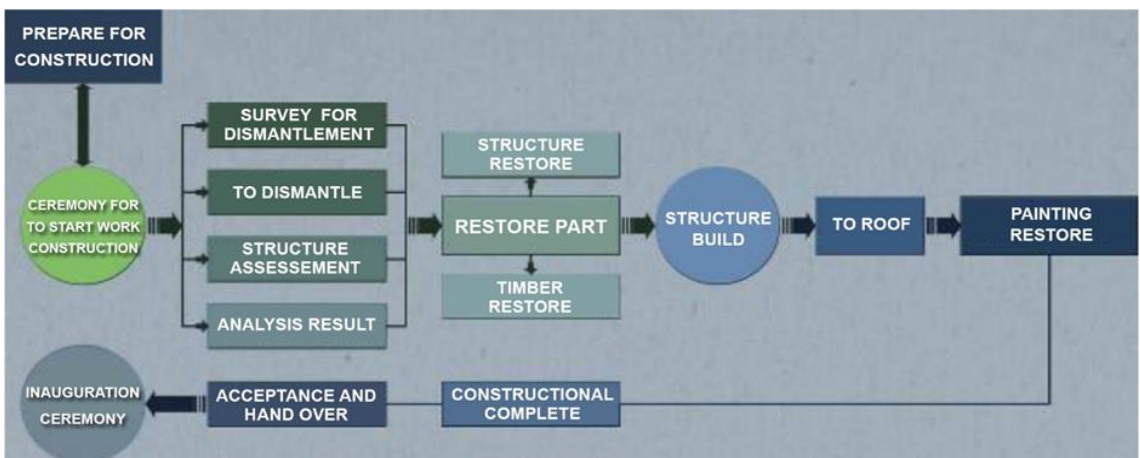 PREPARE FOR
CONSTRUCTION
CEREMONY FOR
TO START WORK
CONSTRUCTION
SURVEY FOR
DISMANTLEMENT
TO DISMANTLE
STRUCTURE
ASSESSEMENT
ANALYSIS RESULT
STRUCTURE
RESTORE
RESTORE PART
TIMBER
RESTORE
STRUCTURE
BUILD
TO ROOF
PAINTING
RESTORE
CONSTRUCTIONAL
COMPLETE
ACCEPTANCE AND
HAND OVER
INAUGURATION
CEREMONY